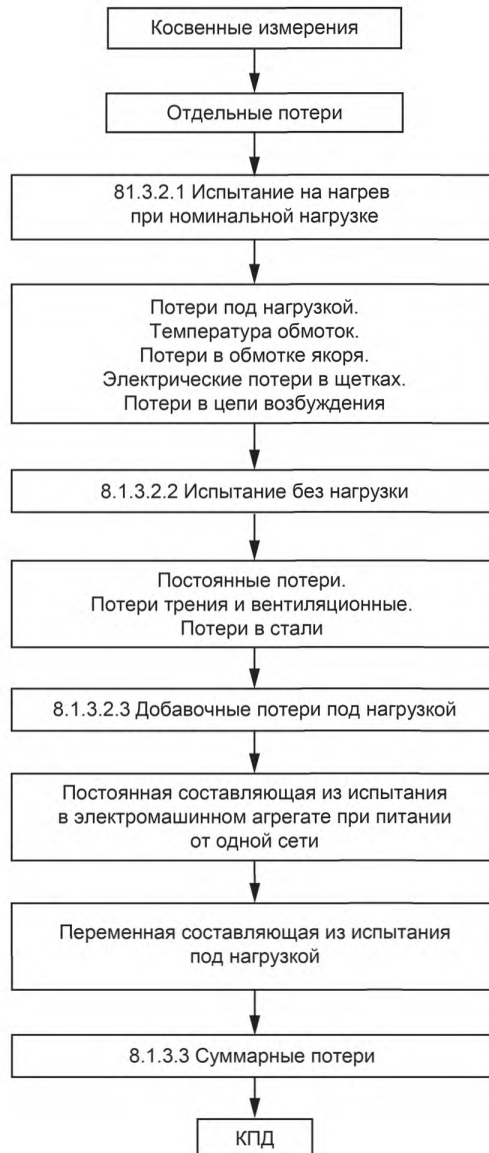 Косвенные измерения
Отдельные потери
81.3.2.1 Испытание на нагрев
при номинальной нагрузке
Потери под нагрузкой.
Температура обмоток.
Потери в обмотке якоря.
Электрические потери в щетках.
Потери в цепи возбуждения
8.1.3.2.2 Испытание без нагрузки
Постоянные потери.
Потери трения и вентиляционные.
Потери в стали
8.1.3.2.3 Добавочные потери под нагрузкой
Постоянная составляющая из испытания
в электромашинном агрегате при питании
от одной сети
Переменная составляющая из испытания
под нагрузкой
8.1.3.3 Суммарные потери
КПД